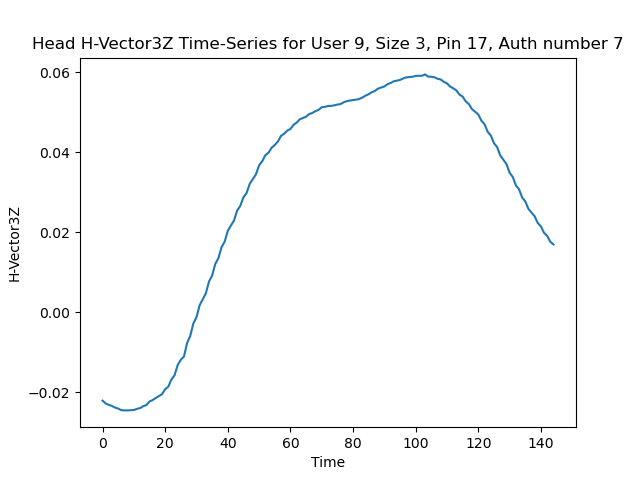 Head H-Vector3Z Time-Series for User 9, Size 3, Pin 17, Auth number 7
0.06
0.04
0.02
0.00
−0.02
H-Vector3Z
0 20 40 60 80 100 120 140
Time